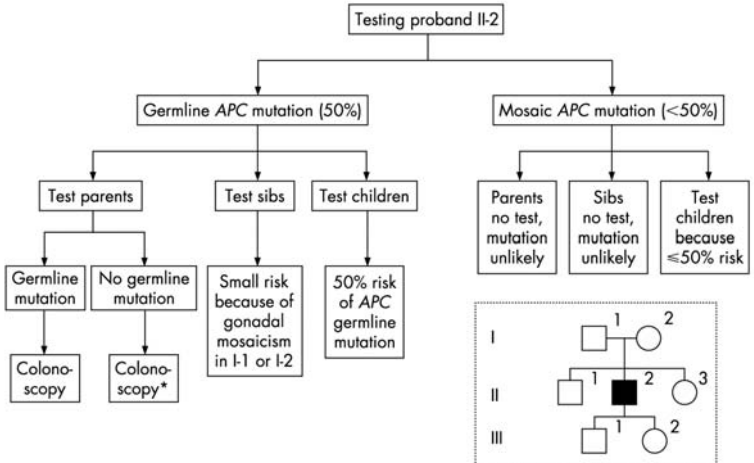 Testing proband II-2
Germline APC mutation (50%)
Mosaic APC mutation (<50%)
Test parents
Test sibs
Test children
Parents
no test,
mutation
unlikely
Sibs
no test,
mutation
unlikely
Test
children
because
⩽50% risk
Germline
mutation
No germline
mutation
Small risk
because of
gonadal
mosaicism
in I-1 or I-2
50% risk
of APC
germline
mutation
Colono-
scopy
Colono-
scopy*
I
1
2
II
1
2
3
III
1
2